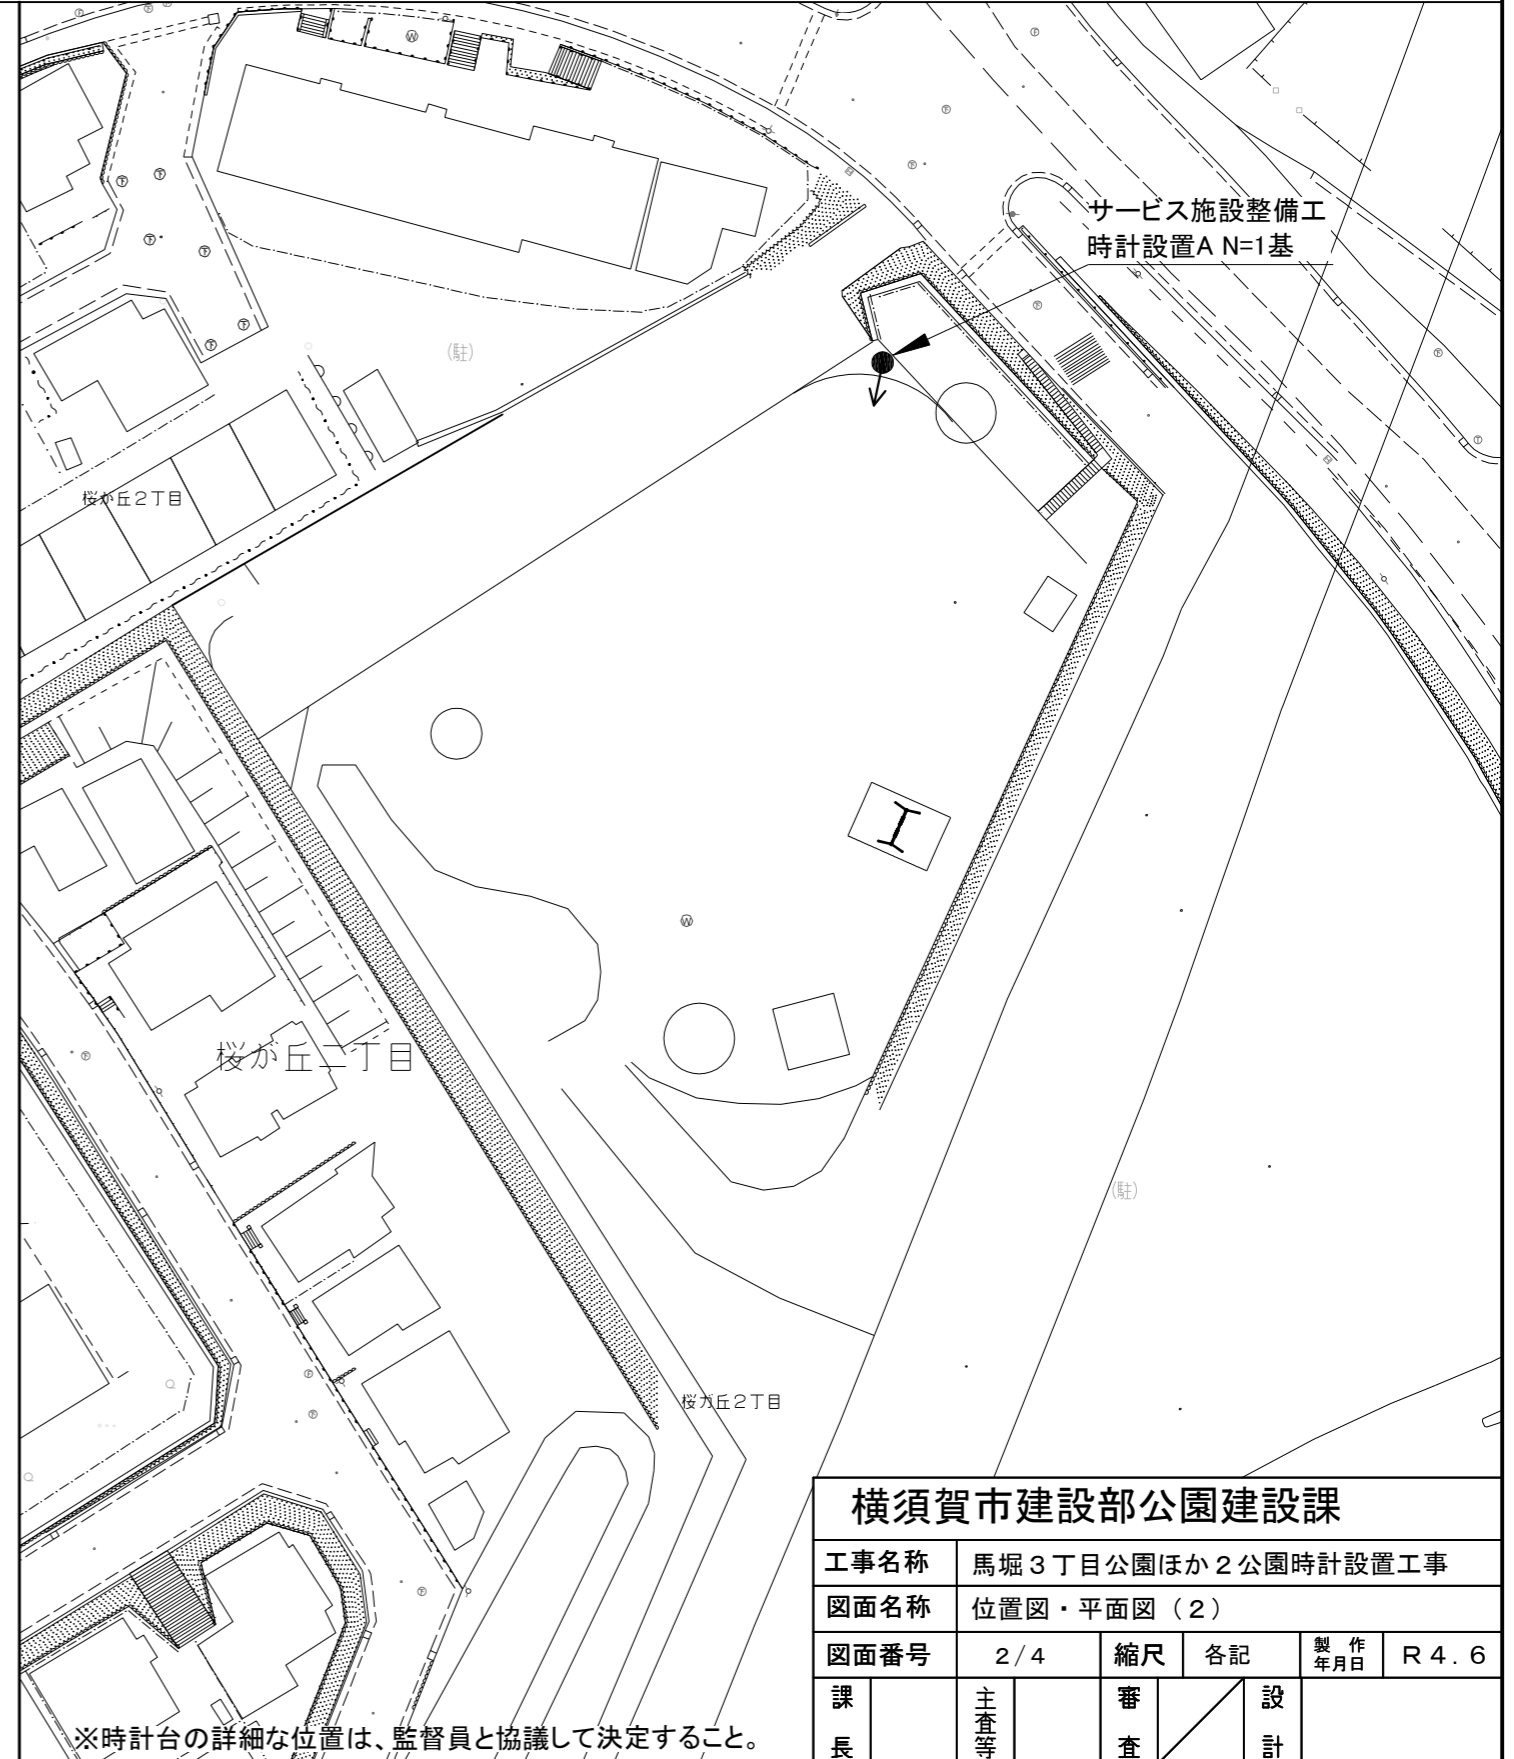 サービス施設整備工
時計設置A N=1基
(駐)
桜が丘2丁目
桜が丘二丁目
(駐)
桜が丘2丁目
横須賀市建設部公園建設課
工事名称 馬堀3丁目公園ほか2公園時計設置工事
図面名称 位置図・平面図(2)
図面番号 2/4 縮尺 各記 製作年月日 R4.6
課長 主査等 審査 設計
※時計台の詳細な位置は、監督員と協議して決定すること。